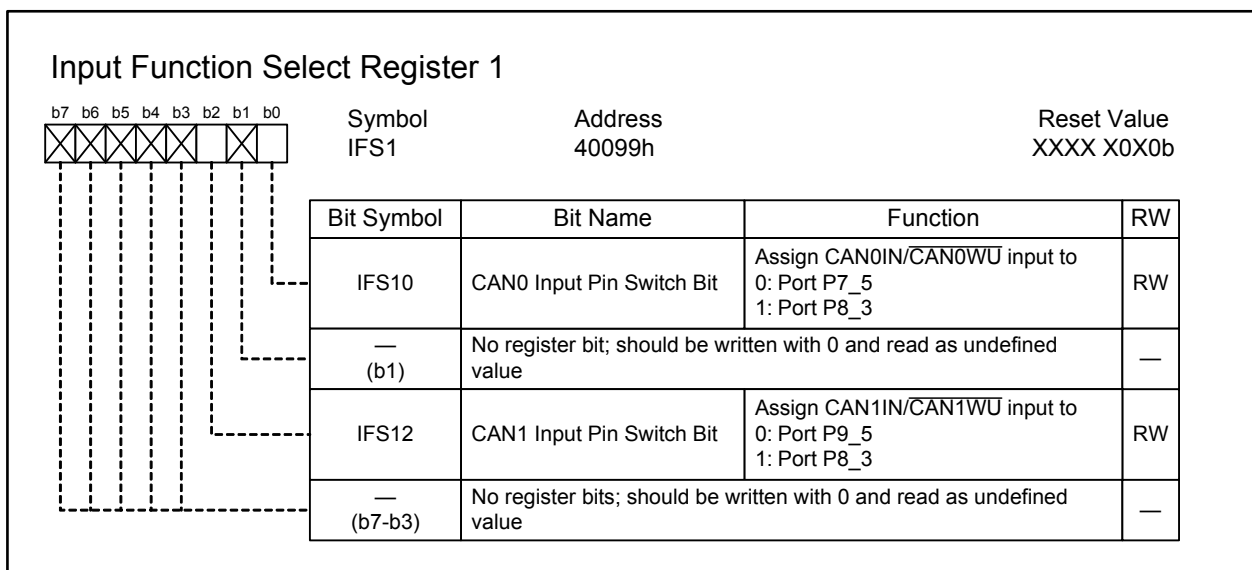 Input Function Select Register 1
b7 b6 b5 b4 b3 b2 b1 b0
Symbol Address Reset Value
IFS1 40099h XXXX X0X0b
Bit Symbol Bit Name Function RW
IFS10 CAN0 Input Pin Switch Bit Assign CAN0IN/CAN0WU input to
0: Port P7_5
1: Port P8_3 RW
—
(b1) No register bit; should be written with 0 and read as undefined
value —
IFS12 CAN1 Input Pin Switch Bit Assign CAN1IN/CAN1WU input to
0: Port P9_5
1: Port P8_3 RW
—
(b7-b3) No register bits; should be written with 0 and read as undefined
value —